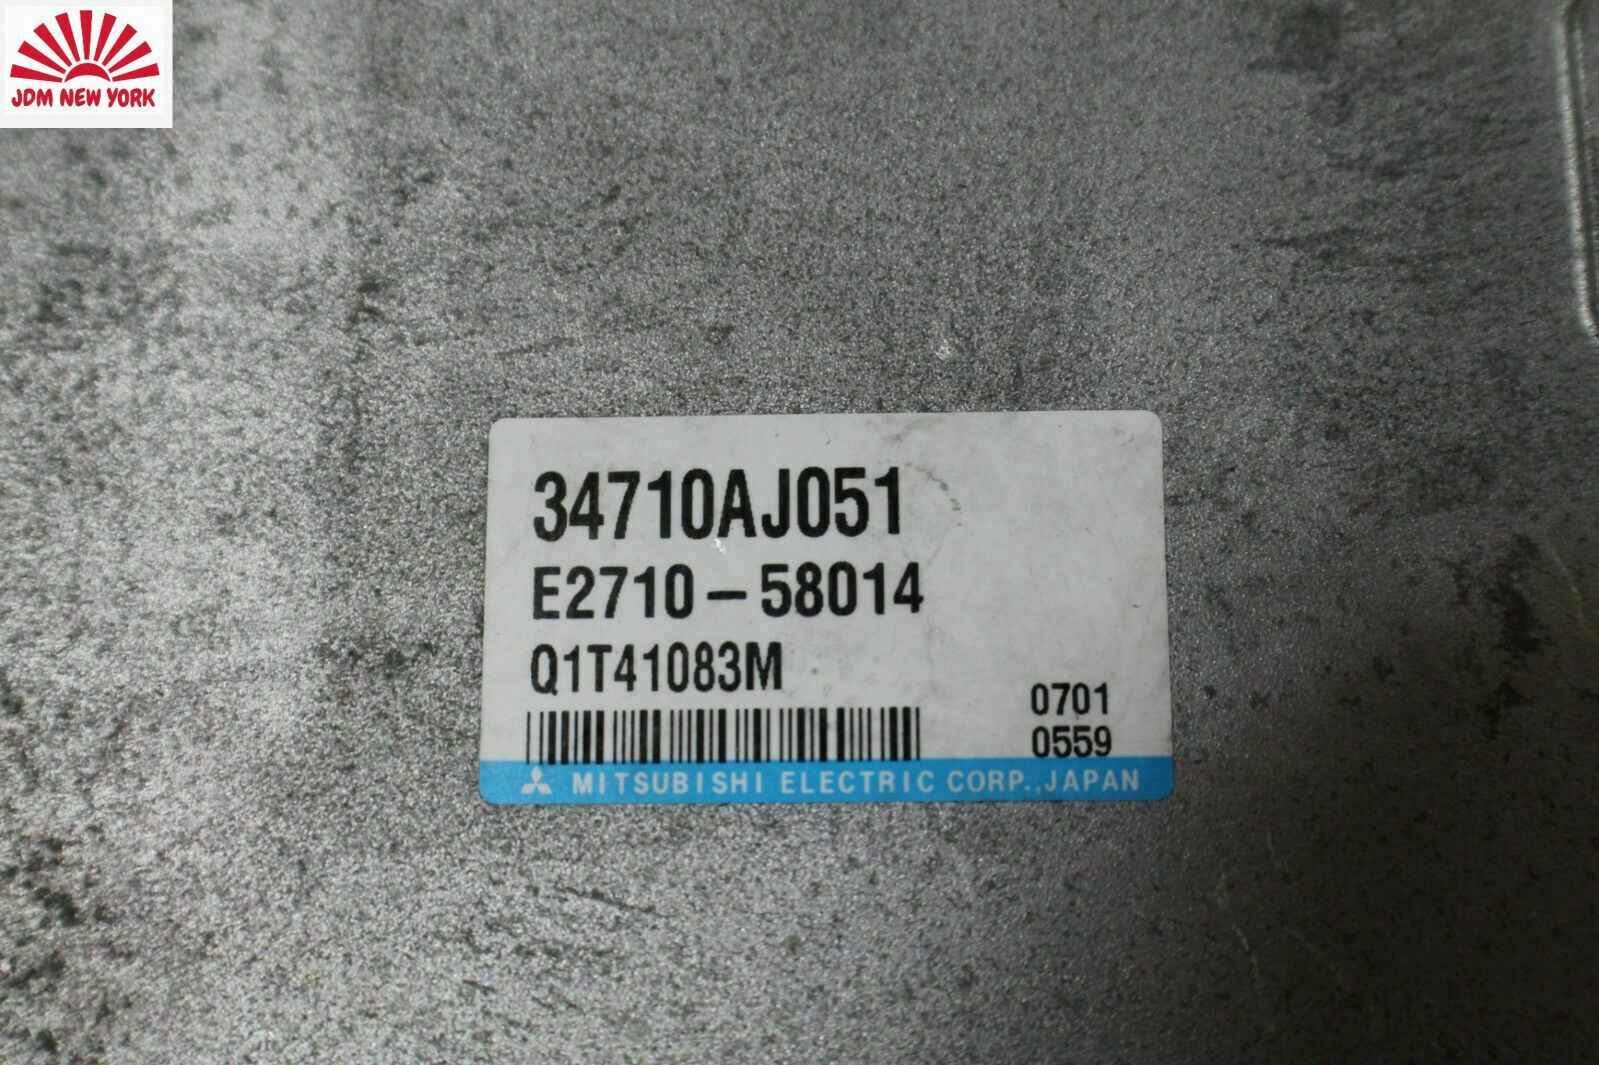 JDM NEW YORK
34710AJ051
E2710-58014
Q1T41083M
0701
0559
MITSUBISHI ELECTRIC CORP., JAPAN